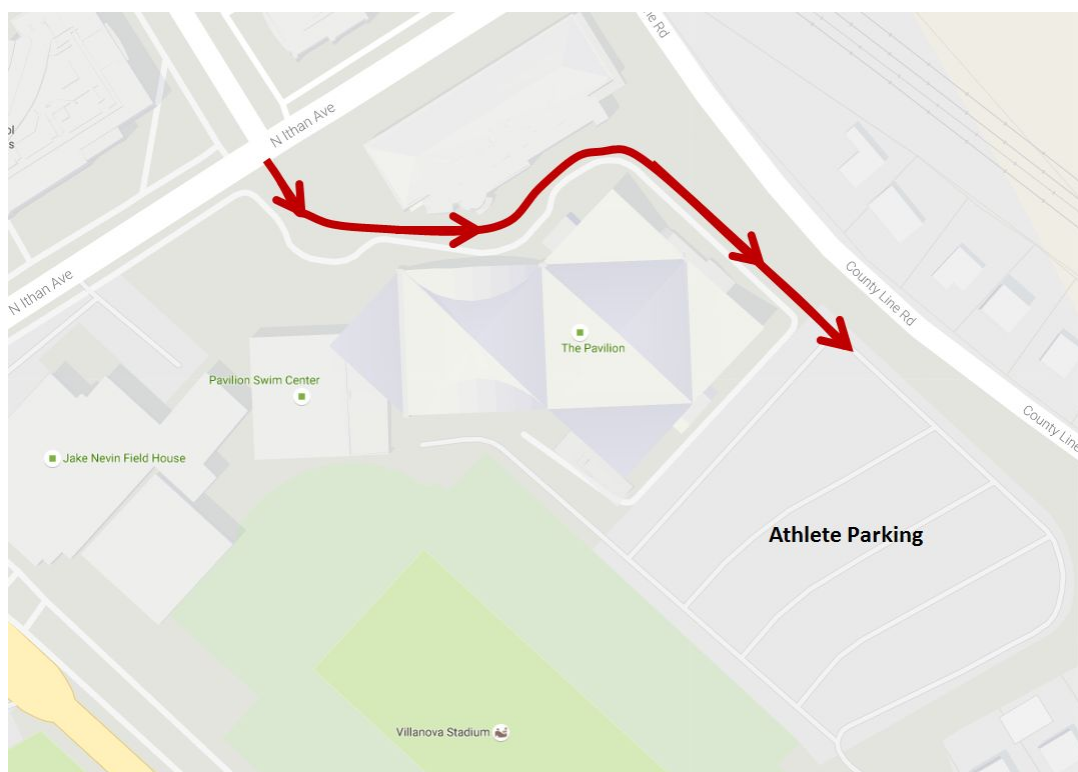 e Rd
N Ithan Ave
County Line Rd
N Ithan Ave
The Pavilion
Pavilion Swim Center
County Line
Jake Nevin Field House
Athlete Parking
Villanova Stadium